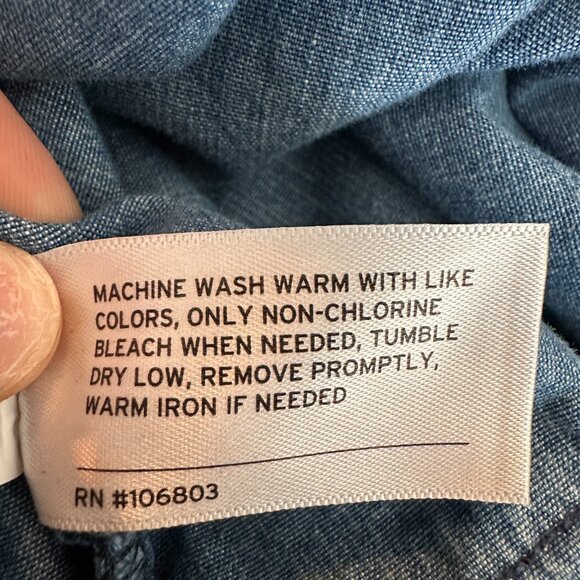 MACHINE WASH WARM WITH LIKE
COLORS, ONLY NON-CHLORINE
BLEACH WHEN NEEDED, TUMBLE
DRY LOW, REMOVE PROMPTLY,
WARM IRON IF NEEDED
RN #106803